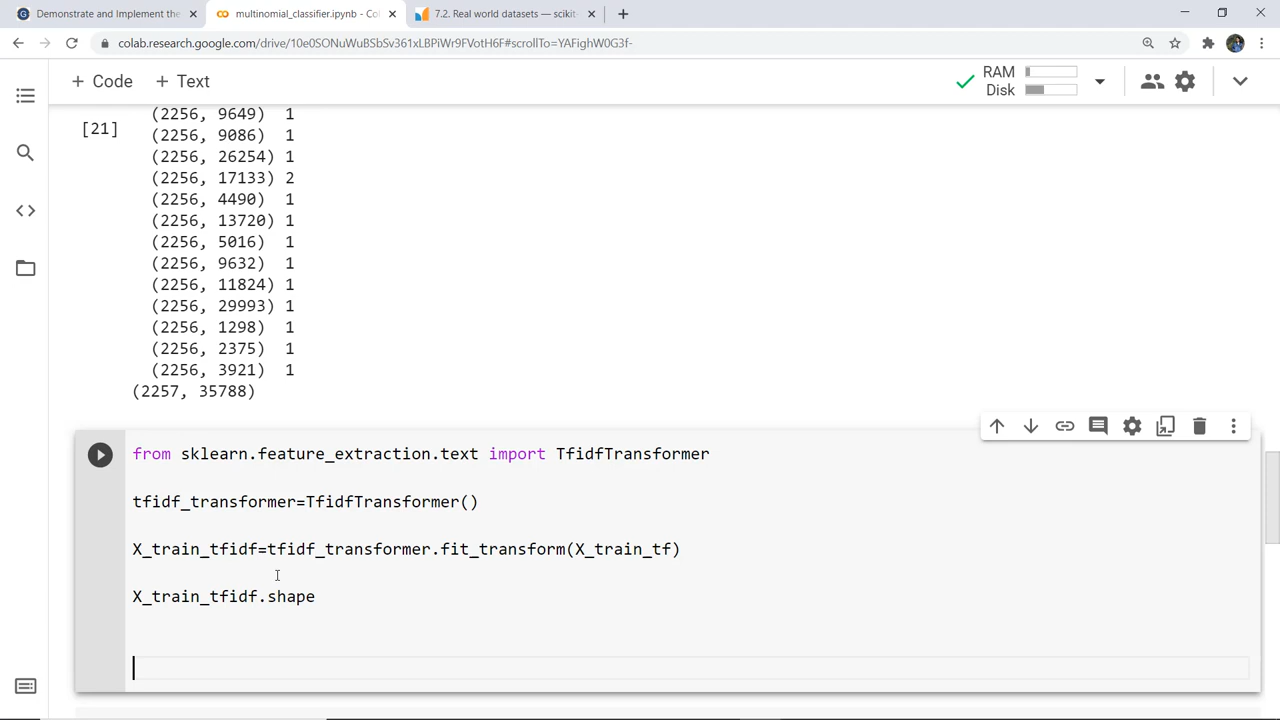 Demonstrate and Implement the
multinomial_classifier.ipynb - Col
7.2. Real world datasets — scikit-
colab.research.google.com/drive/10e0SONuWuBSbSv361xLBPiWr9FVotH6F#scrollTo=YAFighW0G3f-
+ Code + Text
RAM
Disk
[21]
(2256, 9649) 1
(2256, 9086) 1
(2256, 26254) 1
(2256, 17133) 2
(2256, 4490) 1
(2256, 13720) 1
(2256, 5016) 1
(2256, 9632) 1
(2256, 11824) 1
(2256, 29993) 1
(2256, 1298) 1
(2256, 2375) 1
(2256, 3921) 1
(2257, 35788)
from sklearn.feature_extraction.text import TfidfTransformer
tfidf_transformer=TfidfTransformer()
X_train_tfidf=tfidf_transformer.fit_transform(X_train_tf)
X_train_tfidf.shape